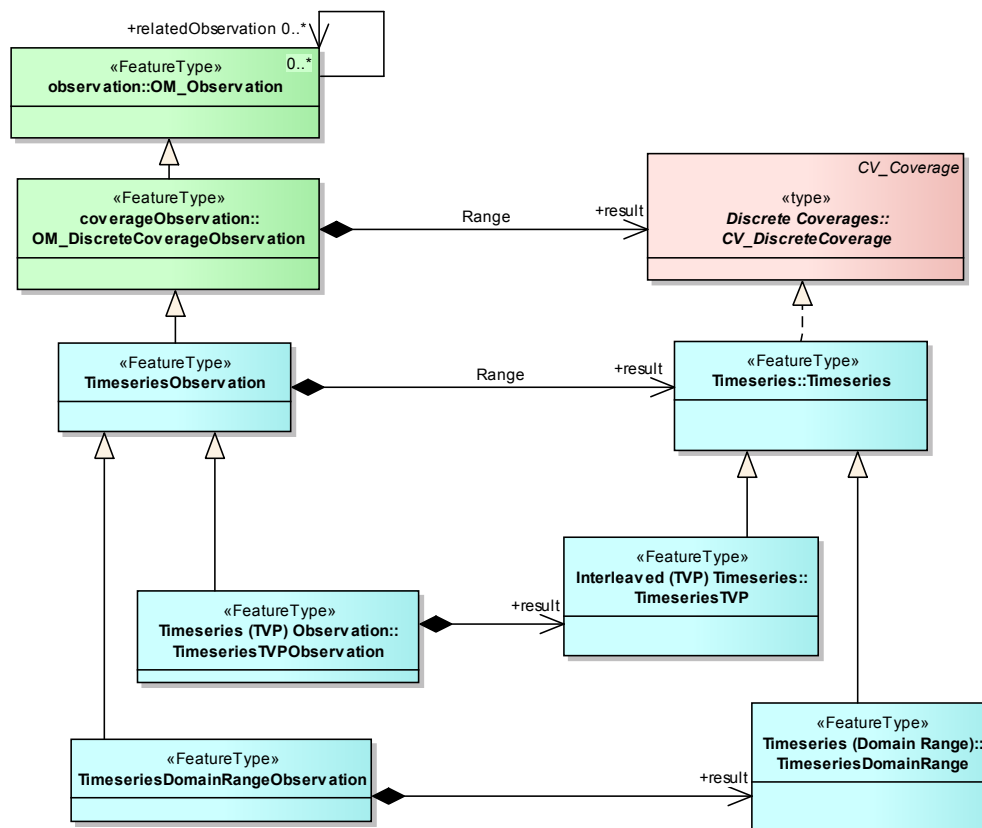 +relatedObservation 0..*
0..*
«FeatureType»
observation::OM_Observation
CV_Coverage
«FeatureType»
coverageObservation::
OM_DiscreteCoverageObservation
Range
+result
«type»
Discrete Coverages::
CV_DiscreteCoverage
«FeatureType»
TimeseriesObservation
Range
+result
«FeatureType»
Timeseries::Timeseries
«FeatureType»
Interleaved (TVP) Timeseries::
TimeseriesTVP
«FeatureType»
Timeseries (TVP) Observation::
TimeseriesTVPObservation
+result
«FeatureType»
Timeseries (Domain Range)::
TimeseriesDomainRange
«FeatureType»
TimeseriesDomainRangeObservation
+result